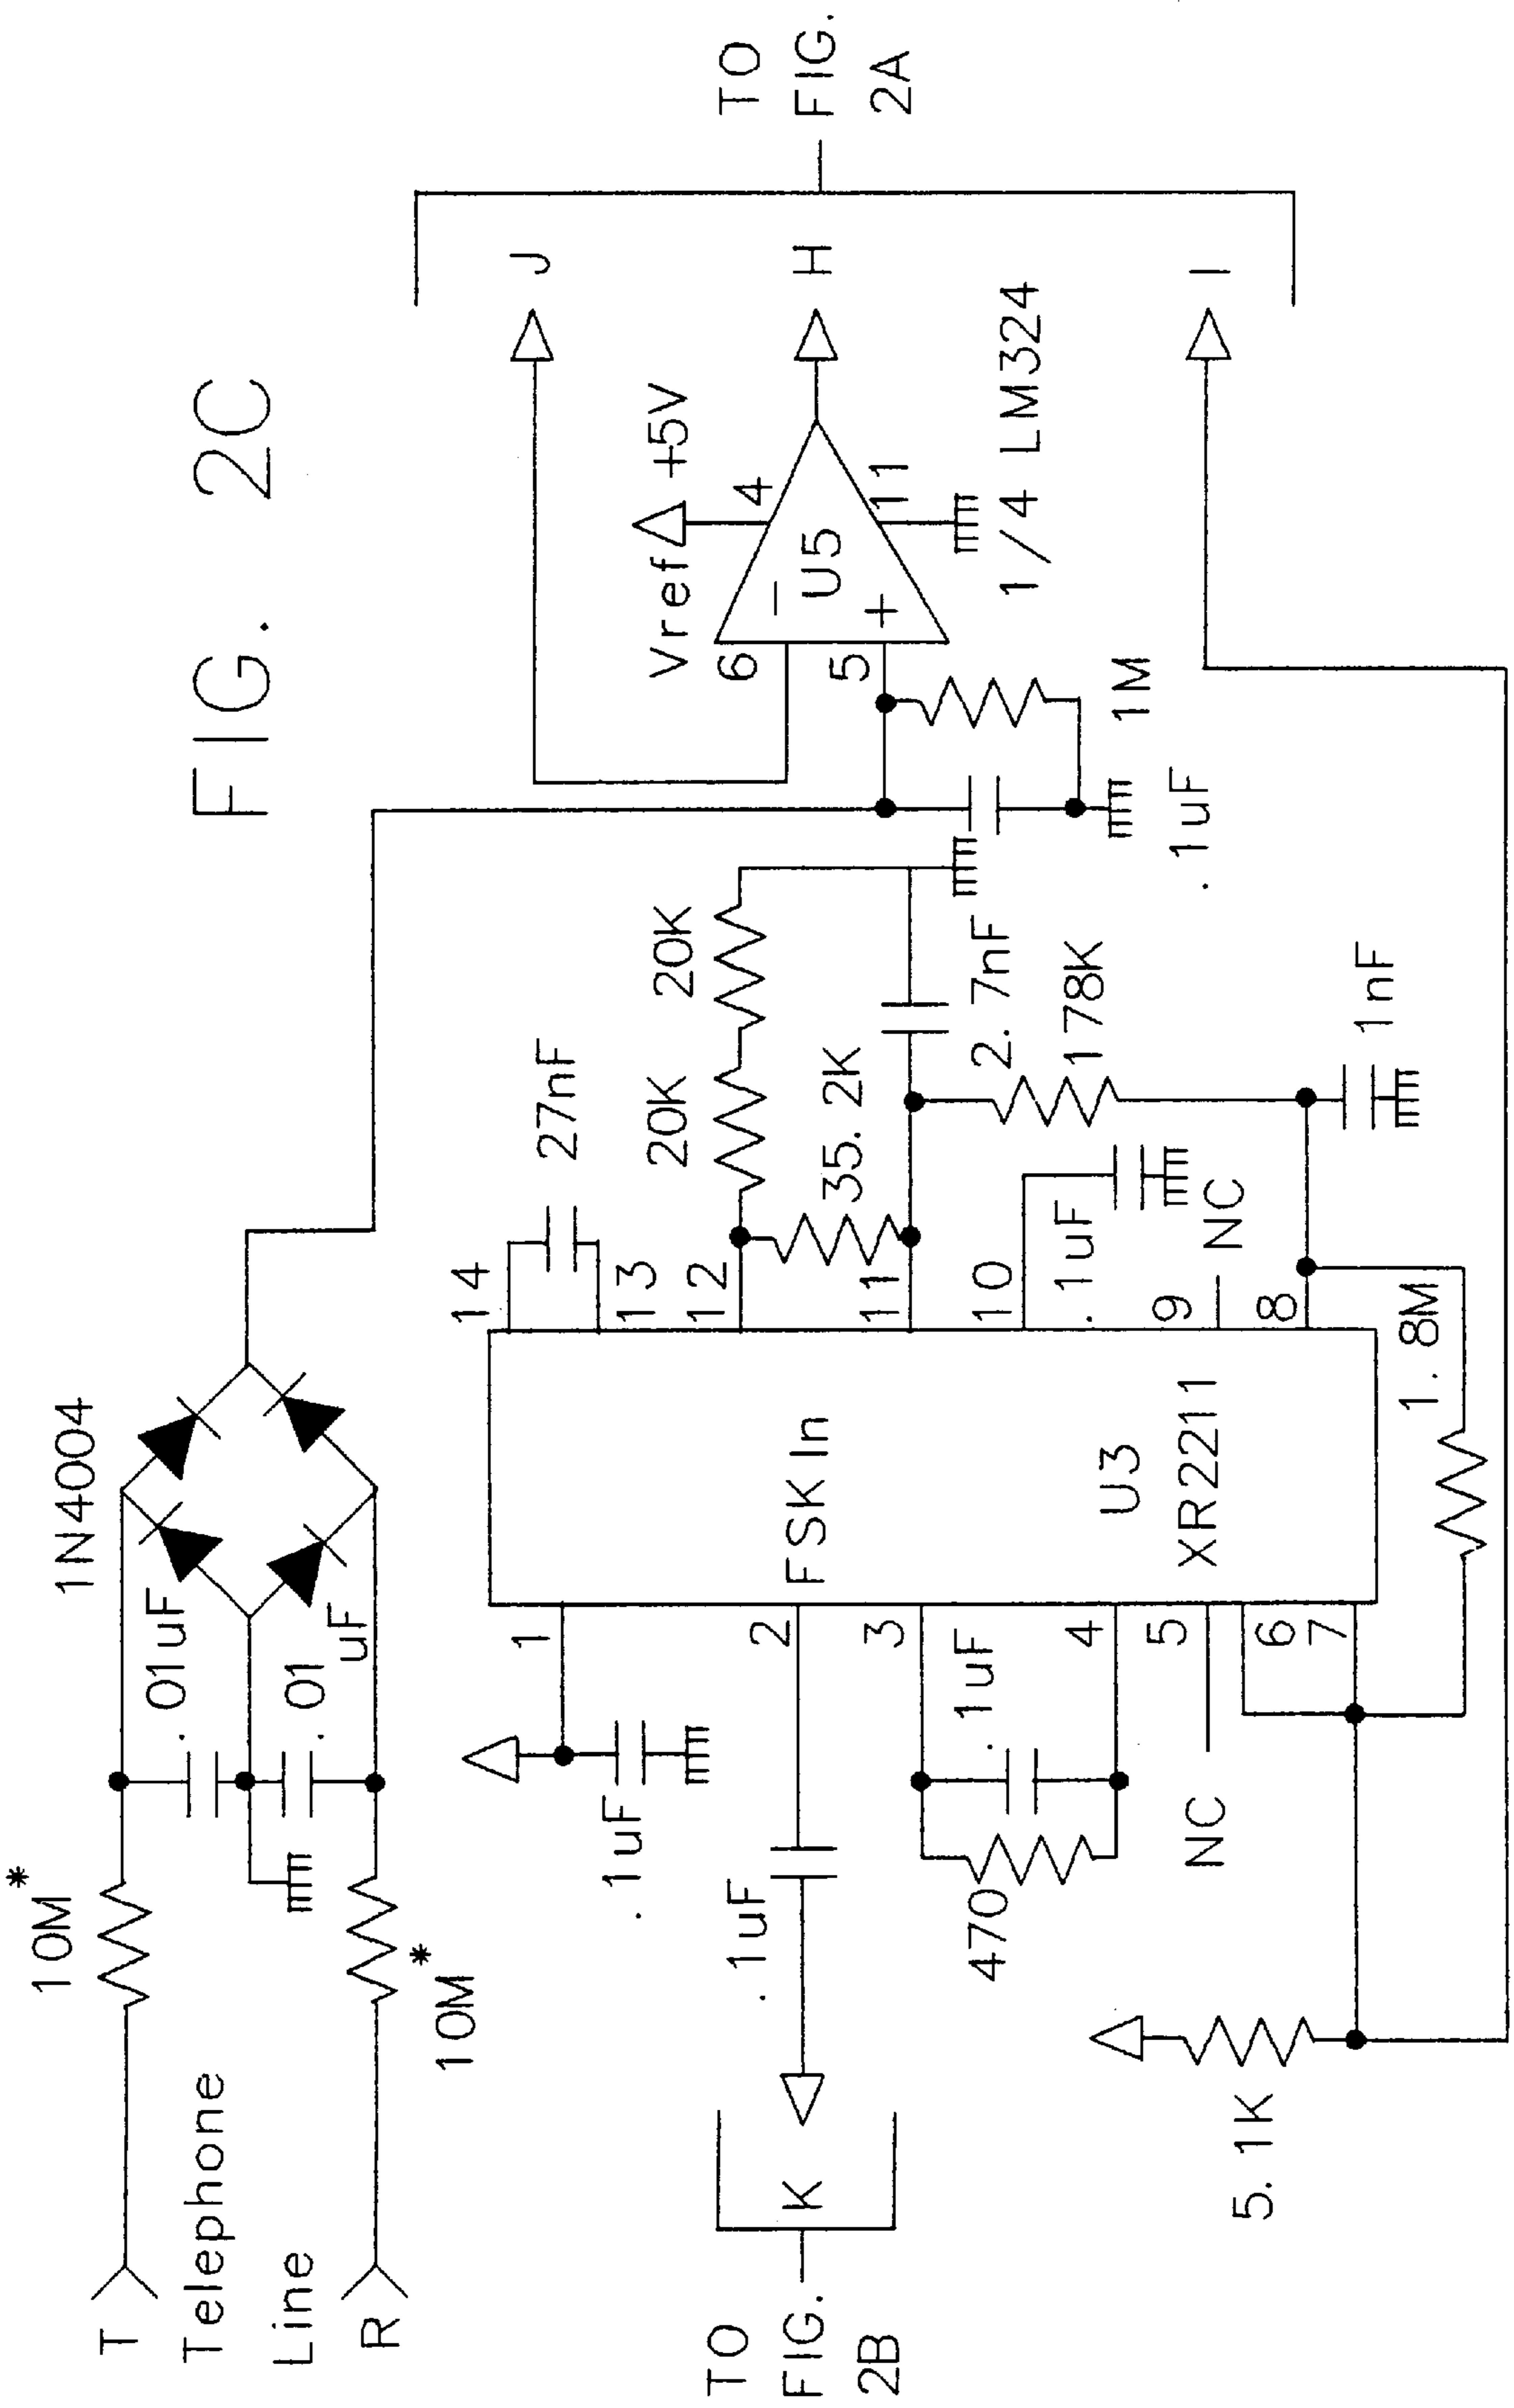 FIG. 2C
T
Telephone
Line
R
10M*
10M*
.01uF
.01
uF
1N4004
TO
FIG.
2B
K
.1uF
.1uF
470
.1uF
NC
5.1K
1
2
3
4
5
6
7
FSKIn
U3
XR2211
14
13
12
11
10
9
8
27nF
20K
20K
35.2K
2.7nF
178K
.1uF
NC
1nF
1.8M
.1uF
1M
6
5
4
11
Vref
+5V
U5
−
+
1/4 LM324
J
H
I
TO
FIG.
2A